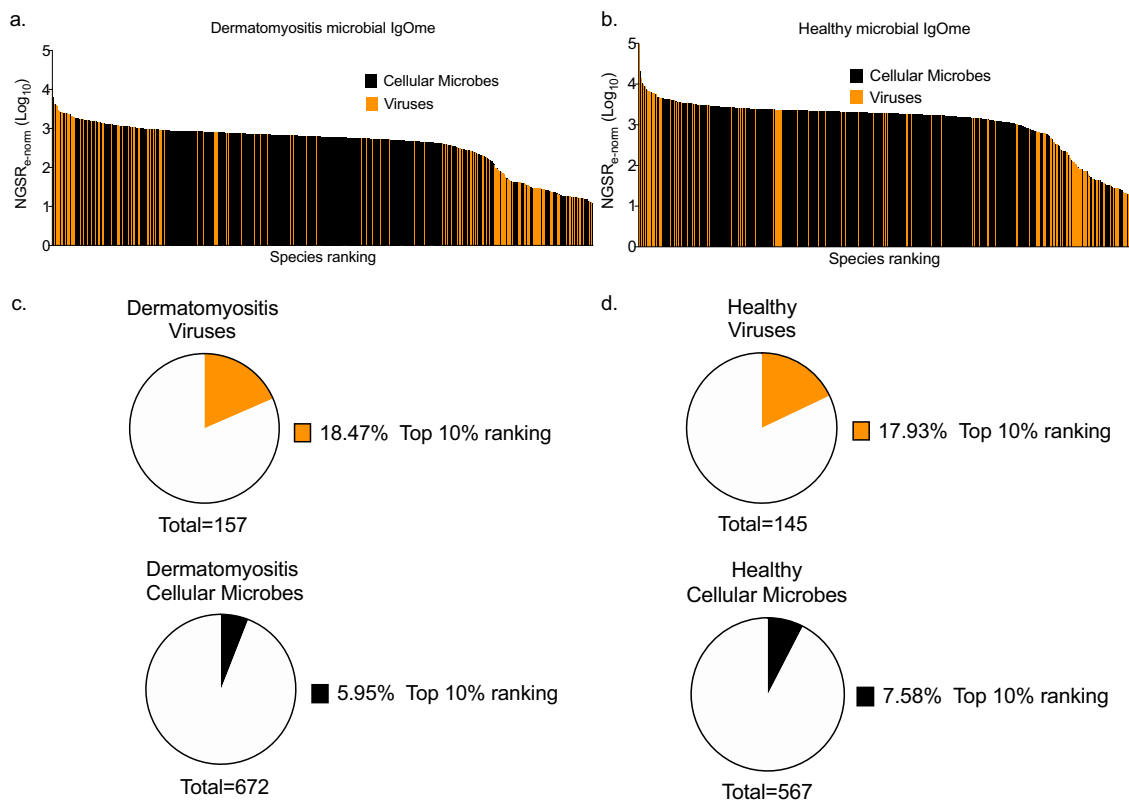 a.
Dermatomyositis microbial IgOme
NGSRe-norm (Log10)
5
4
3
2
1
0
Cellular Microbes
Viruses
Species ranking
b.
Healthy microbial IgOme
NGSRe-norm (Log10)
5
4
3
2
1
0
Cellular Microbes
Viruses
Species ranking
c.
Dermatomyositis
Viruses
18.47% Top 10% ranking
Total=157
Dermatomyositis
Cellular Microbes
5.95% Top 10% ranking
Total=672
d.
Healthy
Viruses
17.93% Top 10% ranking
Total=145
Healthy
Cellular Microbes
7.58% Top 10% ranking
Total=567